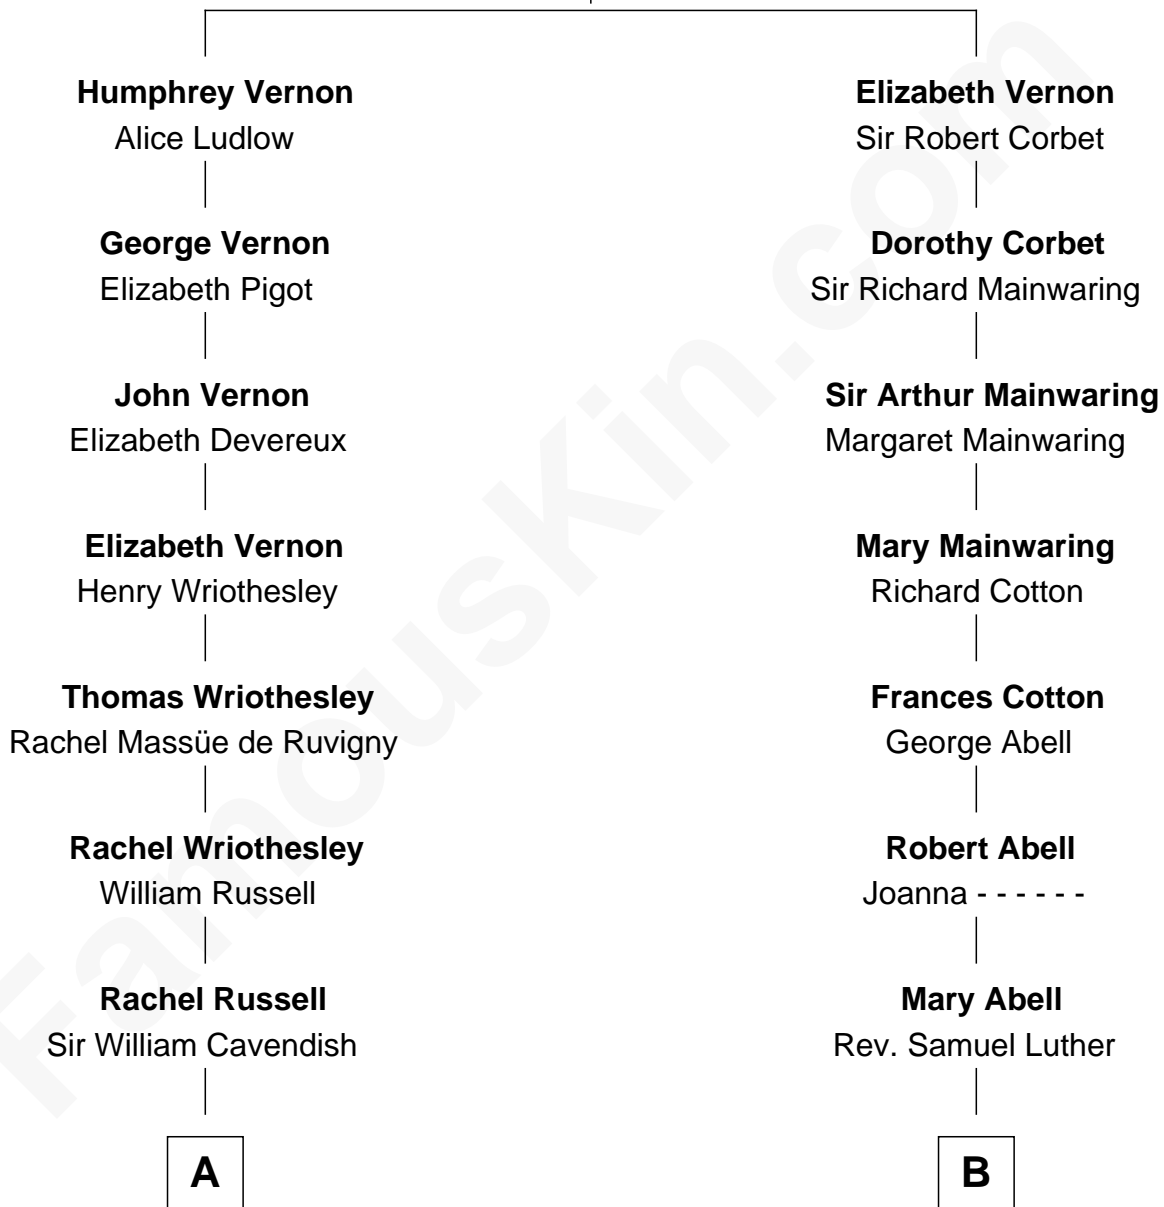 Humphrey Vernon
Alice Ludlow
George Vernon
Elizabeth Pigot
John Vernon
Elizabeth Devereux
Elizabeth Vernon
Henry Wriothesley
Thomas Wriothesley
Rachel Massüe de Ruvigny
Rachel Wriothesley
William Russell
Rachel Russell
Sir William Cavendish
A
Elizabeth Vernon
Sir Robert Corbet
Dorothy Corbet
Sir Richard Mainwaring
Sir Arthur Mainwaring
Margaret Mainwaring
Mary Mainwaring
Richard Cotton
Frances Cotton
George Abell
Robert Abell
Joanna - - - - - -
Mary Abell
Rev. Samuel Luther
B
FamousKin.com